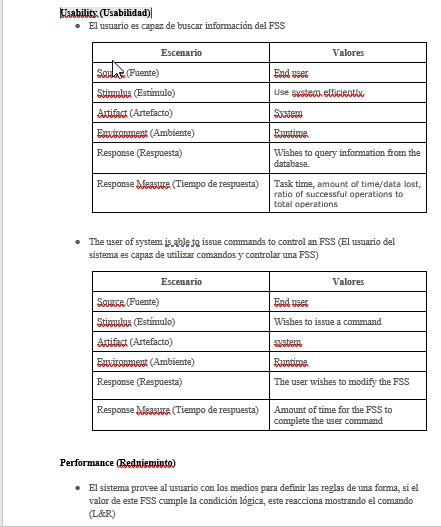 Usability (Usabilidad)
El usuario es capaz de buscar información del FSS
Escenario Valores
(Fuente) End user
Stimulus (Estímulo) Use system efficiently
Artifact (Artefacto) System
Environment (Ambiente) Runtime
Response (Respuesta) Wishes to query information from the
database.
Response Measure (Tiempo de respuesta) Task time, amount of time/data lost,
ratio of successful operations to
total operations
The user of system is able to issue commands to control an FSS (El usuario del
sistema es capaz de utilizar comandos y controlar una FSS)
Escenario Valores
Source (Fuente) End user
Stimulus (Estímulo) Wishes to issue a command
Artifact (Artefacto) system
Environment (Ambiente) Runtime
Response (Respuesta) The user wishes to modify the FSS
Response Measure (Tiempo de respuesta) Amount of time for the FSS to
complete the user command
Performance (Rednieminto)
El sistema provee al usuario con los medios para definir las reglas de una forma, si el
valor de este FSS cumple la condición lógica, este reacciona mostrando el comando
(L&R)